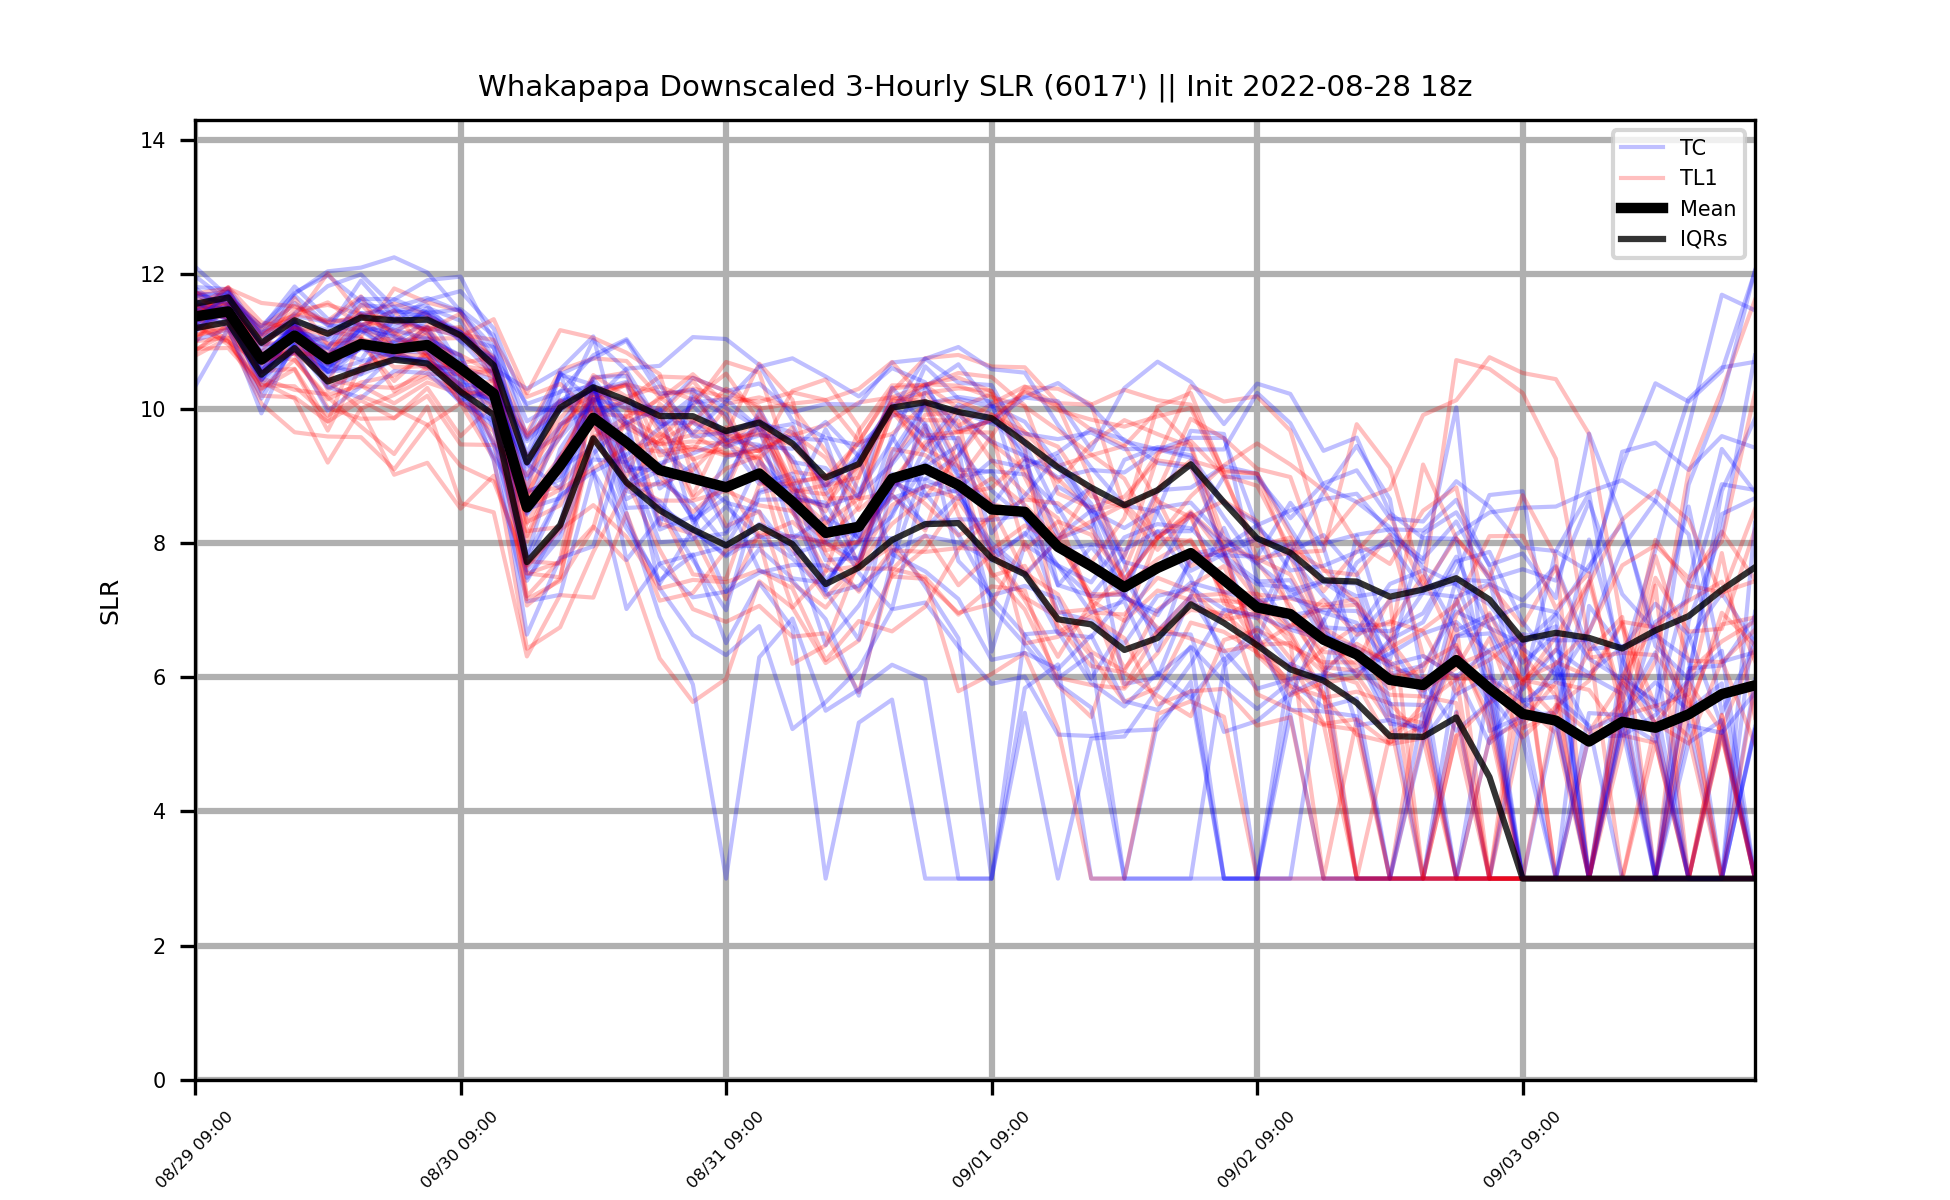 Whakapapa Downscaled 3-Hourly SLR (6017') || Init 2022-08-28 18z
14
12
10
8
6
4
2
0
SLR
TC
TL1
Mean
IQRs
08/29 09:00
08/30 09:00
08/31 09:00
09/01 09:00
09/02 09:00
09/03 09:00